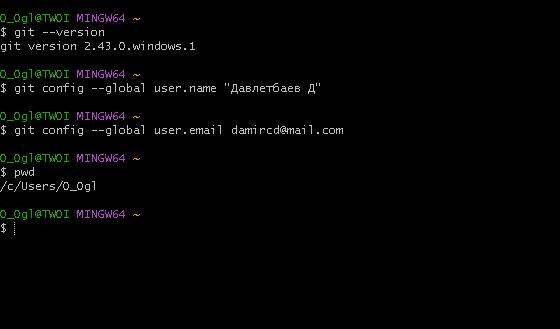 O_Ogl@TWOI MINGW64 ~
$ git --version
git version 2.43.0.windows.1
O_Ogl@TWOI MINGW64 ~
$ git config --global user.name "Давлетбаев Д"
O_Ogl@TWOI MINGW64 ~
$ git config --global user.email damircd@mail.com
O_Ogl@TWOI MINGW64 ~
$ pwd
/c/Users/O_Ogl
O_Ogl@TWOI MINGW64 ~
$